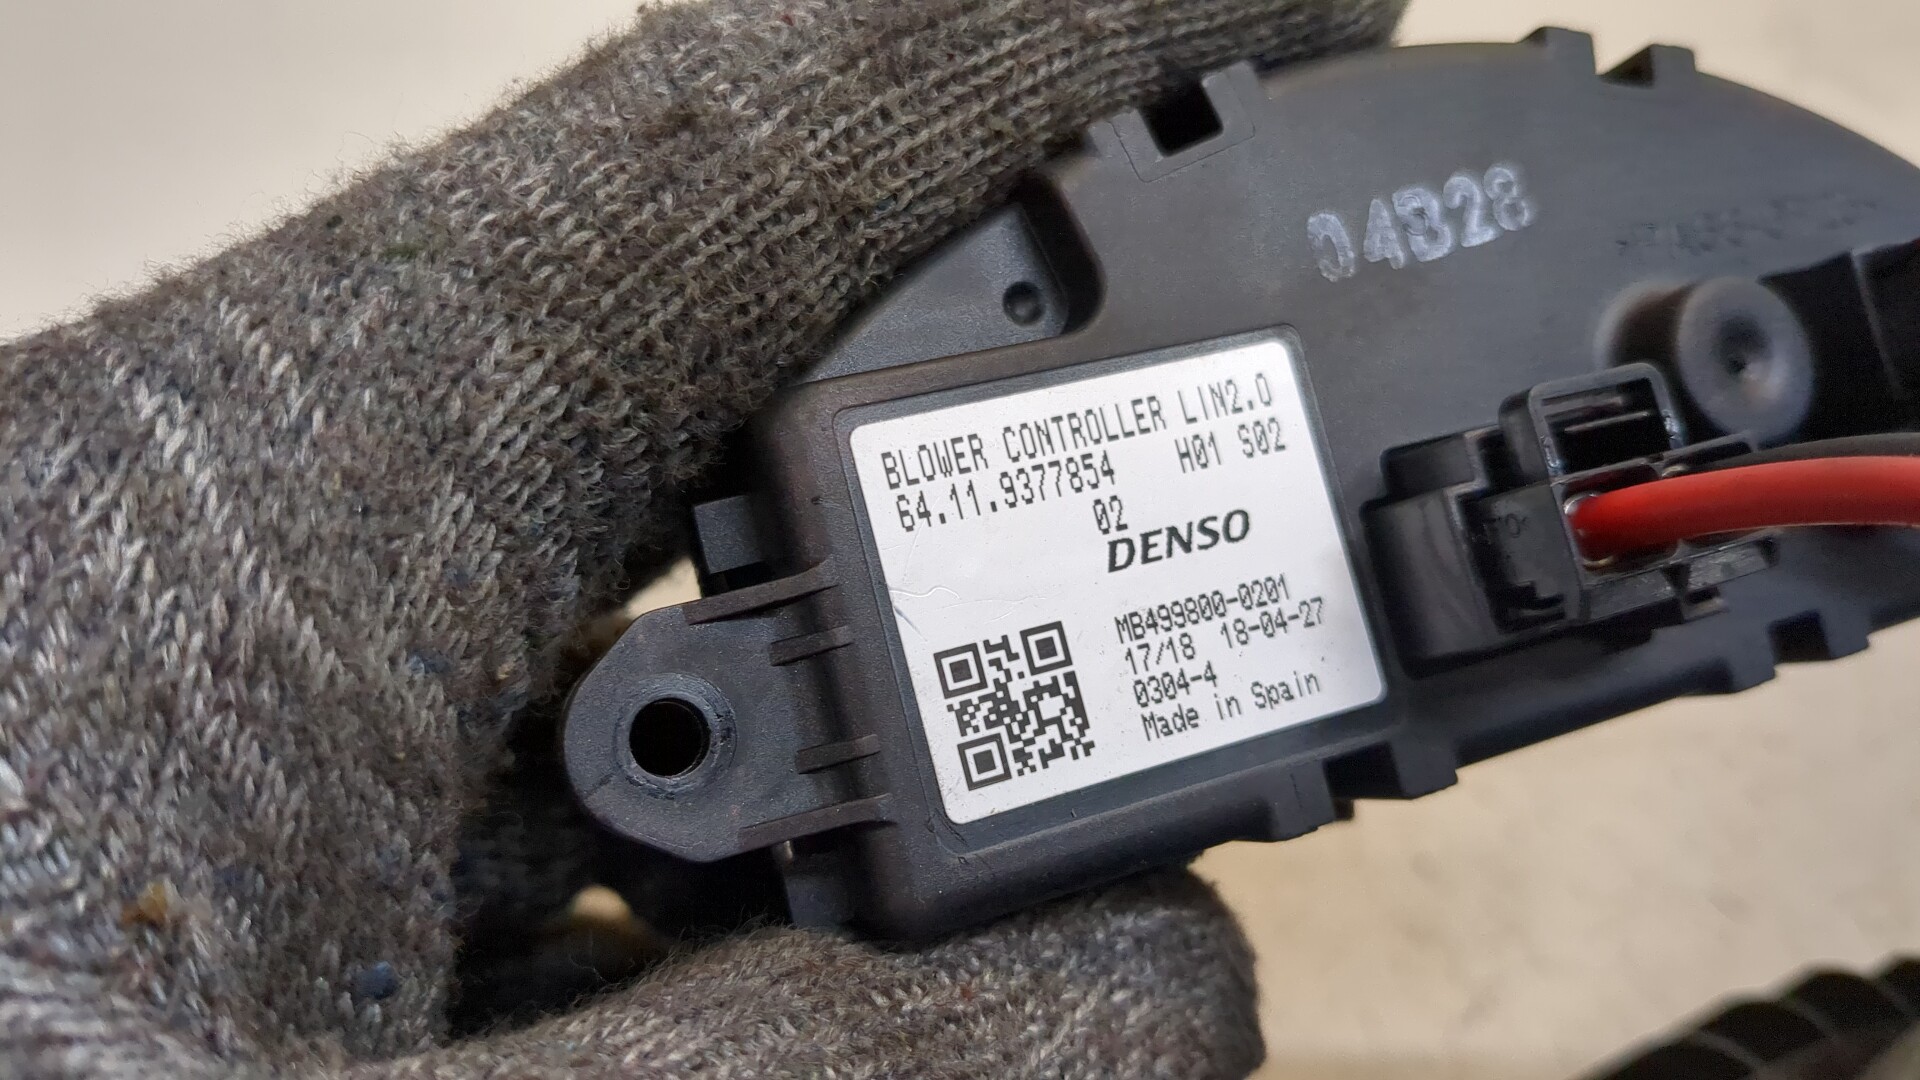 04B28
BLOWER CONTROLLER LIN2.0
64.11.9377854 H01 S02
02
DENSO
MB499800-0201
17/18 18-04-27
0304-4
Made in Spain